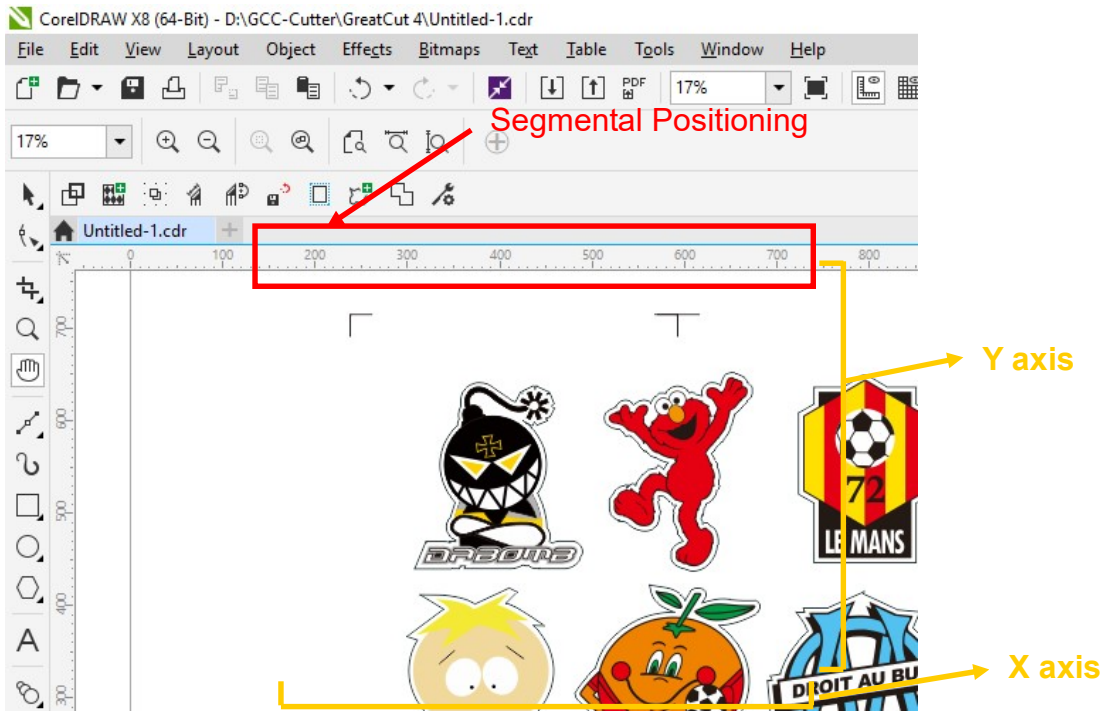 CorelDRAW X8 (64-Bit) - D:\GCC-Cutter\GreatCut 4\Untitled-1.cdr
File Edit View Layout Object Effects Bitmaps Text Table Tools Window Help
PDF 17%
Segmental Positioning
17%
Untitled-1.cdr
0 100 200 300 400 500 600 700 800
700
Y axis
600
500
72
LE MANS
DABOMB
400
X axis
DROIT AU BU
300